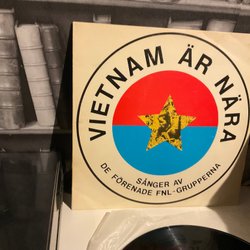 VIETNAM ÄR NÄRA
SÅNGER AV
DE FÖRENADE FNL-GRUPPERNA